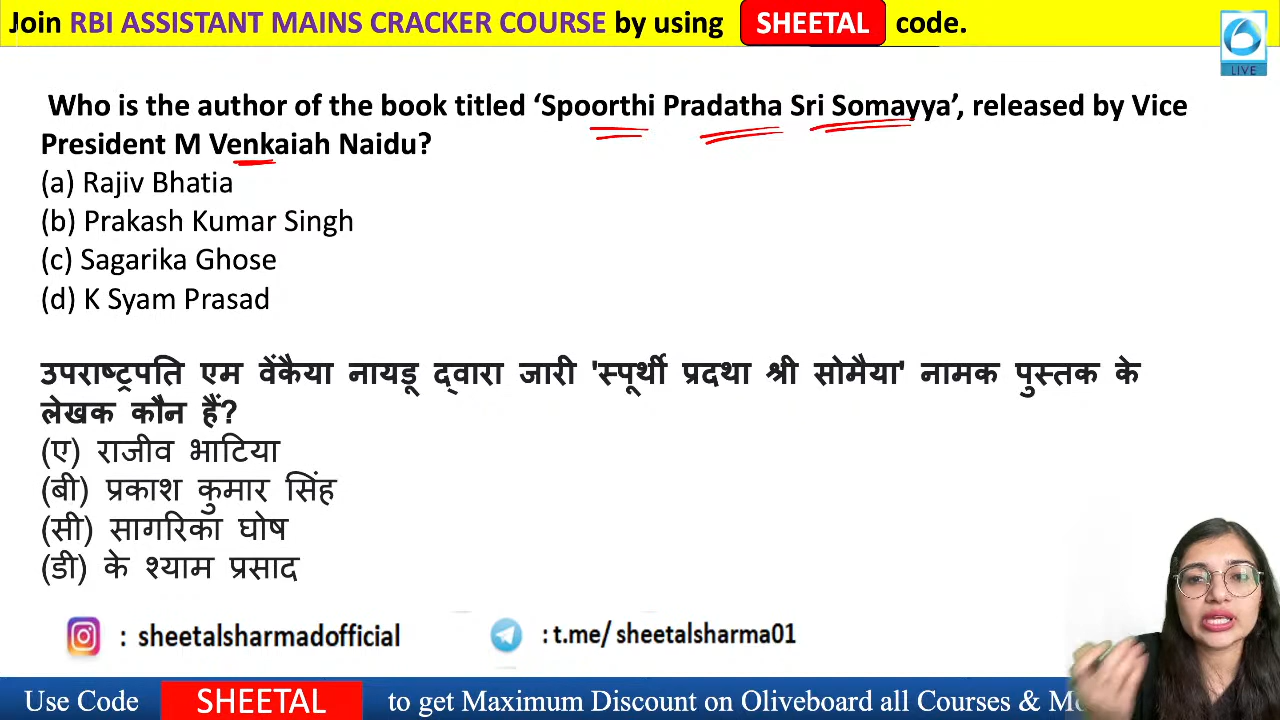 Join RBI ASSISTANT MAINS CRACKER COURSE by using SHEETAL code.
LIVE
Who is the author of the book titled ‘Spoorthi Pradatha Sri Somayya’, released by Vice
President M Venkaiah Naidu?
(a) Rajiv Bhatia
(b) Prakash Kumar Singh
(c) Sagarika Ghose
(d) K Syam Prasad
उपराष्ट्रपति एम वेंकैया नायडू द्वारा जारी 'स्पूर्थी प्रदथा श्री सोमैया' नामक पुस्तक के
लेखक कौन हैं?
(ए) राजीव भाटिया
(बी) प्रकाश कुमार सिंह
(सी) सागरिका घोष
(डी) के श्याम प्रसाद
: sheetalsharmadofficial
: t.me/ sheetalsharma01
Use Code SHEETAL to get Maximum Discount on Oliveboard all Courses &